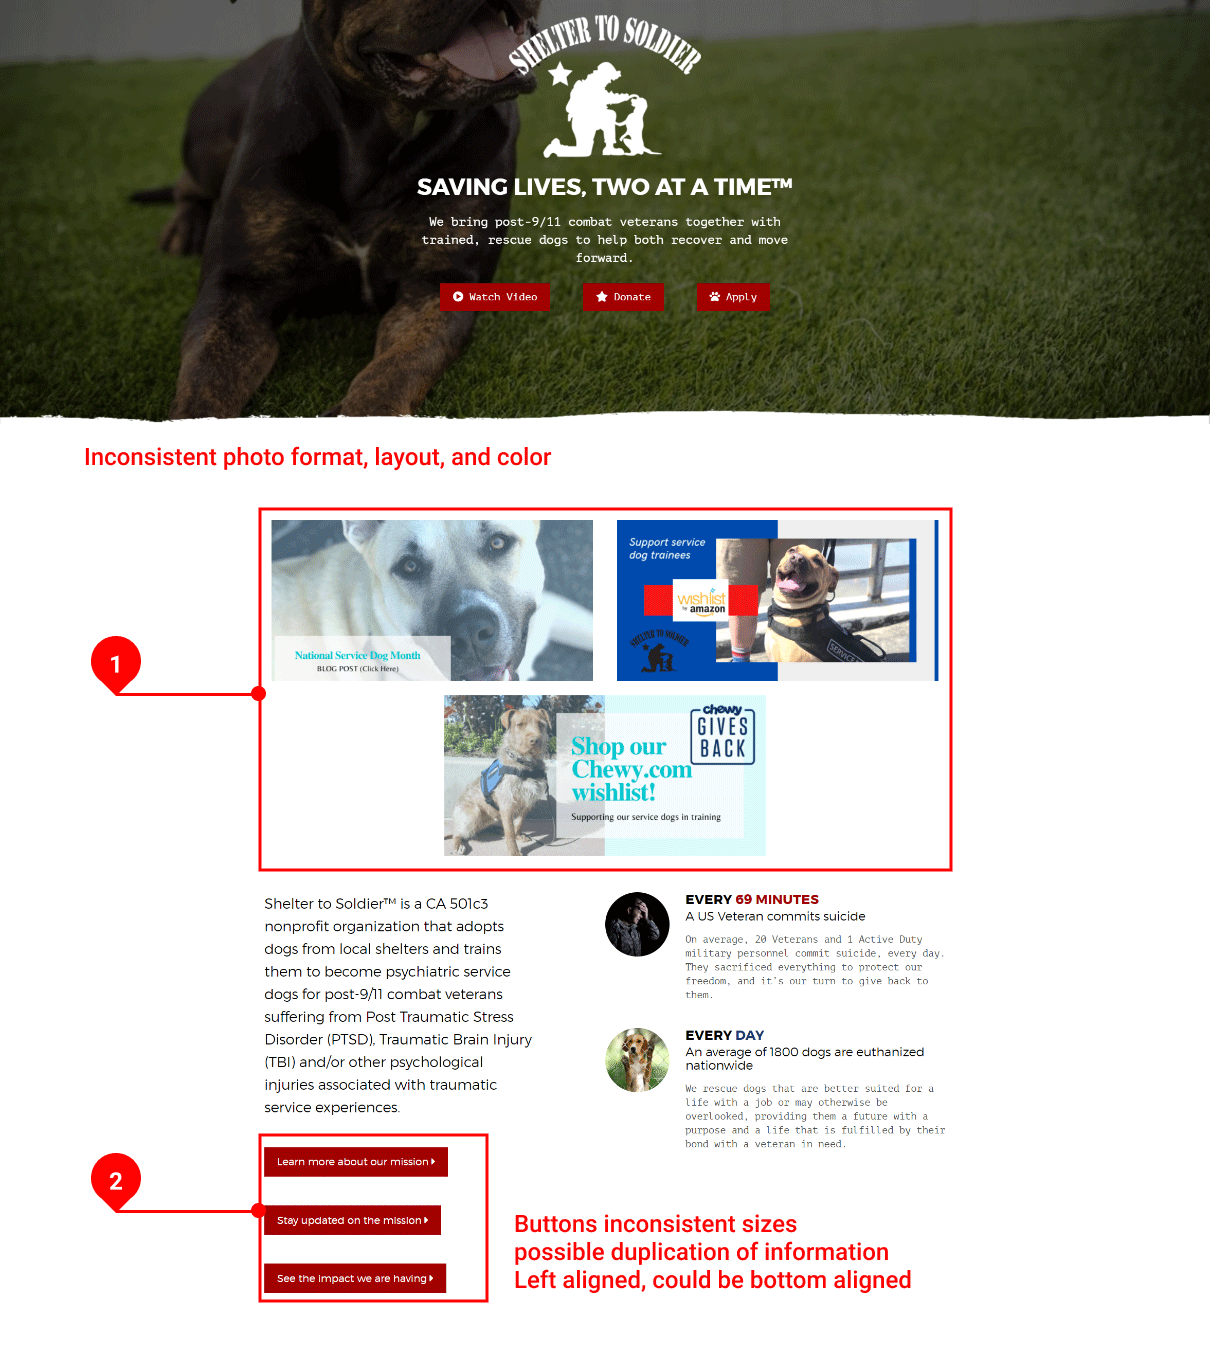 SHELTER TO SOLDIER
SAVING LIVES, TWO AT A TIME™
We bring post-9/11 combat veterans together with
trained, rescue dogs to help both recover and move
forward.
Watch Video
Donate
Apply
Inconsistent photo format, layout, and color
National Service Dog Month
BLOG POST (Click Here)
Support service
dog trainees
wishlist
by amazon
SHELTER TO SOLDIER
SERVICE
1
chewy
GIVES
BACK
Shop our
Chewy.com
wishlist!
Supporting our service dogs in training
Shelter to Soldier™ is a CA 501c3
nonprofit organization that adopts
dogs from local shelters and trains
them to become psychiatric service
dogs for post-9/11 combat veterans
suffering from Post Traumatic Stress
Disorder (PTSD), Traumatic Brain Injury
(TBI) and/or other psychological
injuries associated with traumatic
service experiences.
EVERY 69 MINUTES
A US Veteran commits suicide
On average, 20 Veterans and 1 Active Duty
military personnel commit suicide, every day.
They sacrificed everything to protect our
freedom, and it's our turn to give back to
them.
EVERY DAY
An average of 1800 dogs are euthanized
nationwide
We rescue dogs that are better suited for a
life with a job or may otherwise be
overlooked, providing them a future with a
purpose and a life that is fulfilled by their
bond with a veteran in need.
2
Learn more about our mission
Stay updated on the mission
See the impact we are having
Buttons inconsistent sizes
possible duplication of information
Left aligned, could be bottom aligned